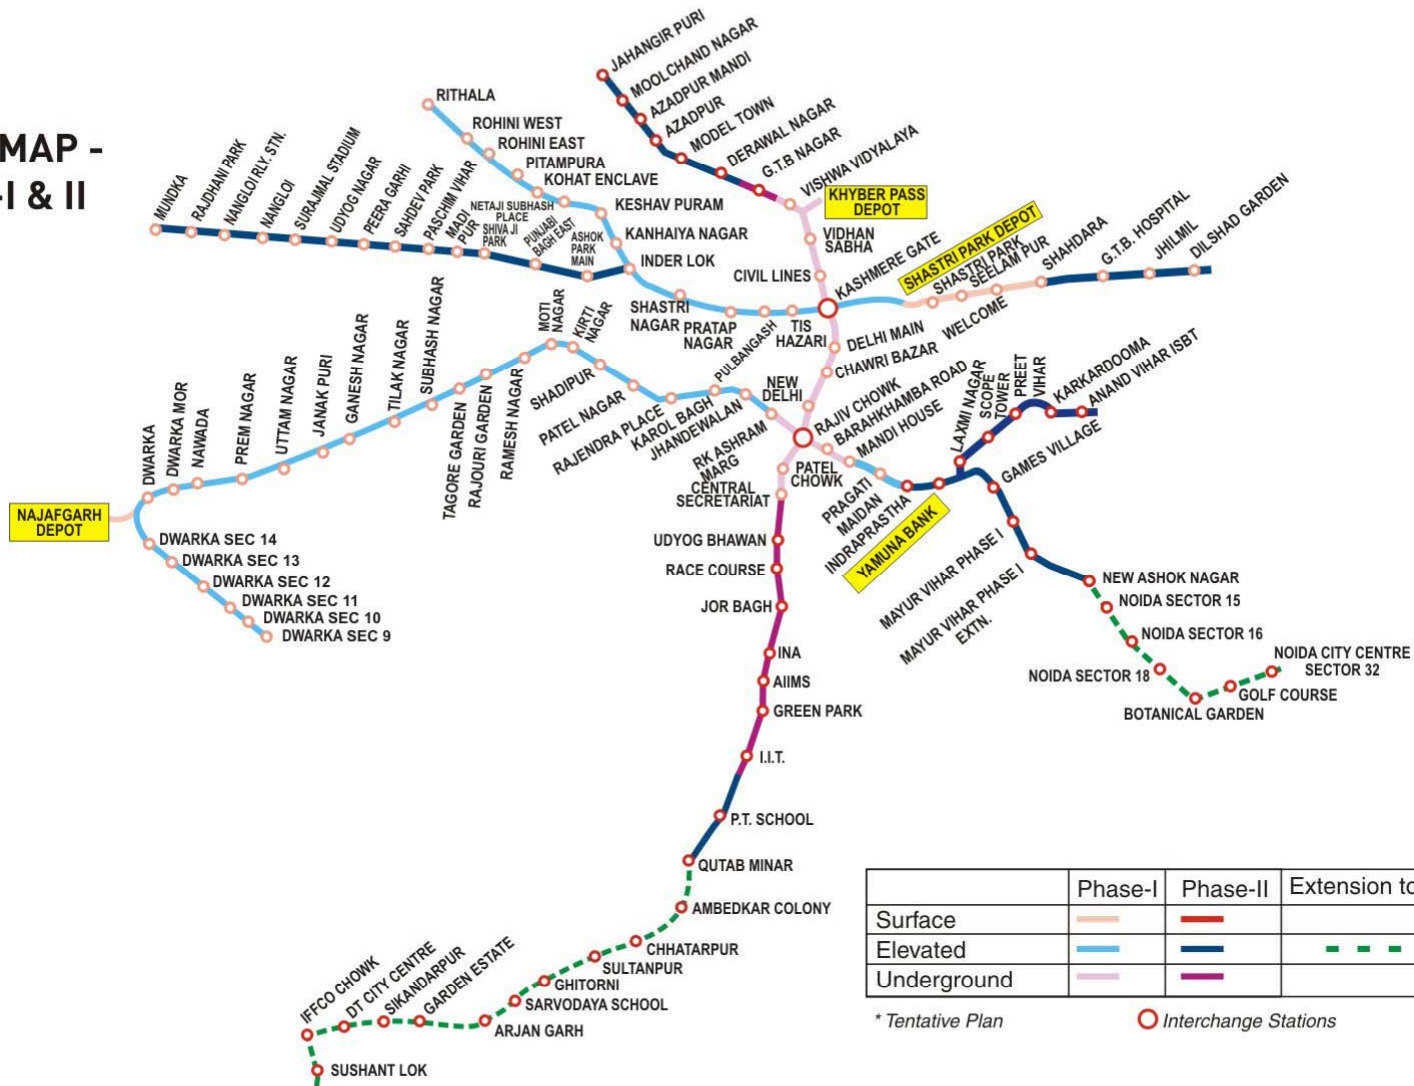 MAP -
-I & II
JAHANGIR PURI
MOOLCHAND NAGAR
AZADPUR MANDI
AZADPUR
MODEL TOWN
DERAWAL NAGAR
G.T.B NAGAR
VISHWA VIDYALAYA
KHYBER PASS
DEPOT
VIDHAN
SABHA
CIVIL LINES
KASHMERE GATE
RITHALA
ROHINI WEST
ROHINI EAST
PITAMPURA
KOHAT ENCLAVE
KESHAV PURAM
KANHAIYA NAGAR
INDER LOK
SHASTRI
NAGAR
PRATAP
NAGAR
PULBANGASH
TIS
HAZARI
SHASTRI PARK DEPOT
SHASTRI PARK
SEELAM PUR
WELCOME
SHAHDARA
G.T.B. HOSPITAL
JHILMIL
DILSHAD GARDEN
MUNDKA
RAJDHANI PARK
NANGLOI RLY. STN.
NANGLOI
SURAJMAL STADIUM
UDYOG NAGAR
PEERA GARHI
SAHDEV PARK
PASCHIM VIHAR
MADI
PUR
NETAJI SUBHASH
PLACE
SHIVA JI
PARK
PUNJABI
BAGH EAST
ASHOK
PARK
MAIN
DELHI MAIN
CHAWRI BAZAR
NEW
DELHI
RAJIV CHOWK
BARAHKHAMBA ROAD
MANDI HOUSE
PRAGATI
MAIDAN
INDRAPRASTHA
YAMUNA BANK
LAXMI NAGAR
SCOPE
TOWER
PREET
VIHAR
KARKARDOOMA
ANAND VIHAR ISBT
GAMES VILLAGE
MAYUR VIHAR PHASE I
MAYUR VIHAR PHASE I
EXTN.
NEW ASHOK NAGAR
NOIDA SECTOR 15
NOIDA SECTOR 16
NOIDA SECTOR 18
BOTANICAL GARDEN
GOLF COURSE
NOIDA CITY CENTRE
SECTOR 32
MOTI
NAGAR
KIRTI
NAGAR
SHADIPUR
PATEL NAGAR
RAJENDRA PLACE
KAROL BAGH
JHANDEWALAN
RK ASHRAM
MARG
DWARKA
DWARKA MOR
NAWADA
PREM NAGAR
UTTAM NAGAR
JANAK PURI
GANESH NAGAR
TILAK NAGAR
SUBHASH NAGAR
TAGORE GARDEN
RAJOURI GARDEN
RAMESH NAGAR
NAJAFGARH
DEPOT
DWARKA SEC 14
DWARKA SEC 13
DWARKA SEC 12
DWARKA SEC 11
DWARKA SEC 10
DWARKA SEC 9
PATEL
CHOWK
CENTRAL
SECRETARIAT
UDYOG BHAWAN
RACE COURSE
JOR BAGH
INA
AIIMS
GREEN PARK
I.I.T.
P.T. SCHOOL
QUTAB MINAR
AMBEDKAR COLONY
CHHATARPUR
SULTANPUR
GHITORNI
SARVODAYA SCHOOL
ARJAN GARH
GARDEN ESTATE
SIKANDARPUR
DT CITY CENTRE
IFFCO CHOWK
SUSHANT LOK
Phase-I Phase-II Extension to
Surface
Elevated
Underground
* Tentative Plan
Interchange Stations